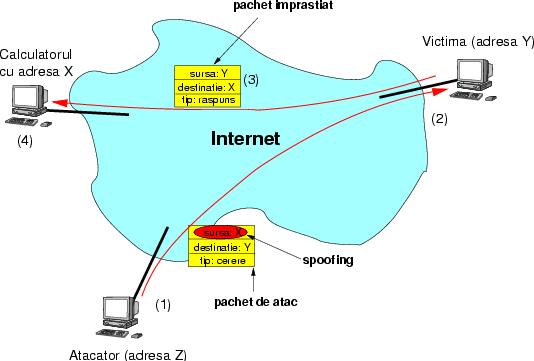 pachet imprastiat
Calculatorul
cu adresa X
Victima (adresa Y)
sursa: Y
destinatie: X
tip: raspuns
(3)
(4)
(2)
Internet
sursa: X
destinatie: Y
tip: cerere
spoofing
pachet de atac
(1)
Atacator (adresa Z)